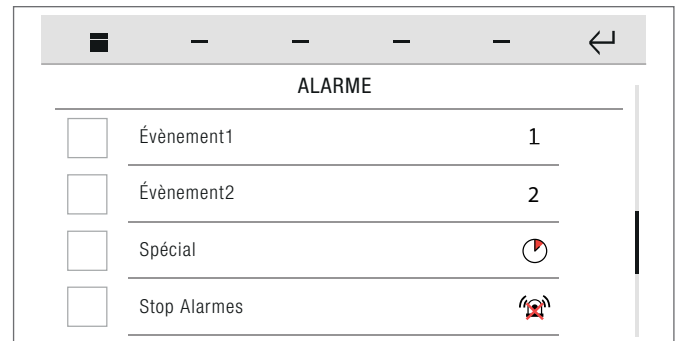 ALARME
Évènement1 1
Évènement2 2
Spécial
Stop Alarmes